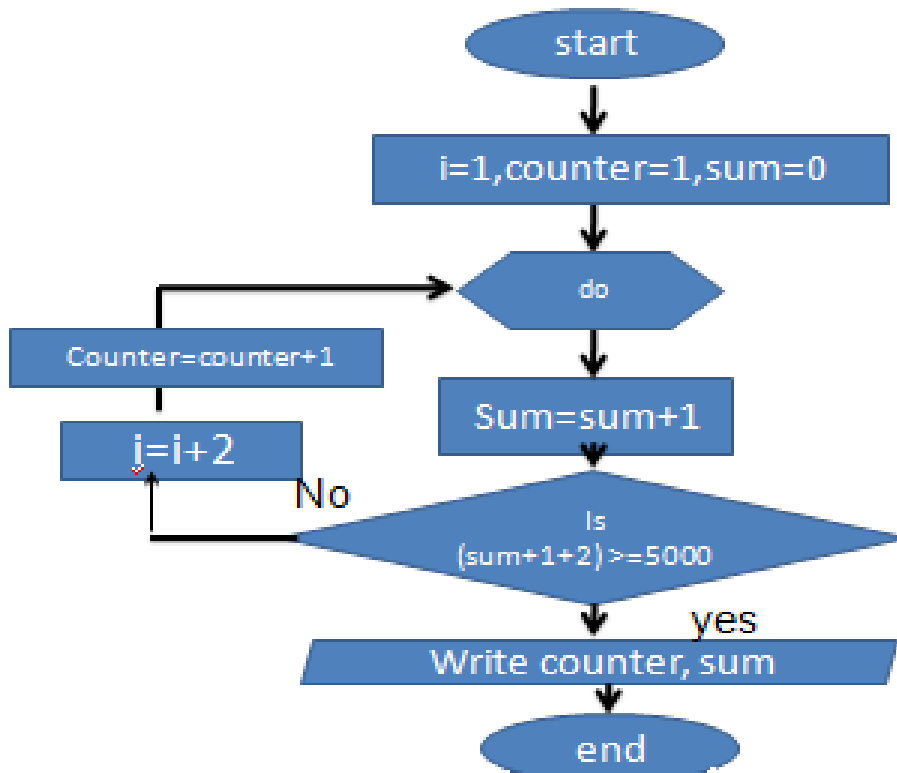 start
i=1,counter=1,sum=0
do
Counter=counter+1
Sum=sum+1
i=i+2
No
Is
(sum+1+2)>=5000
yes
Write counter, sum
end